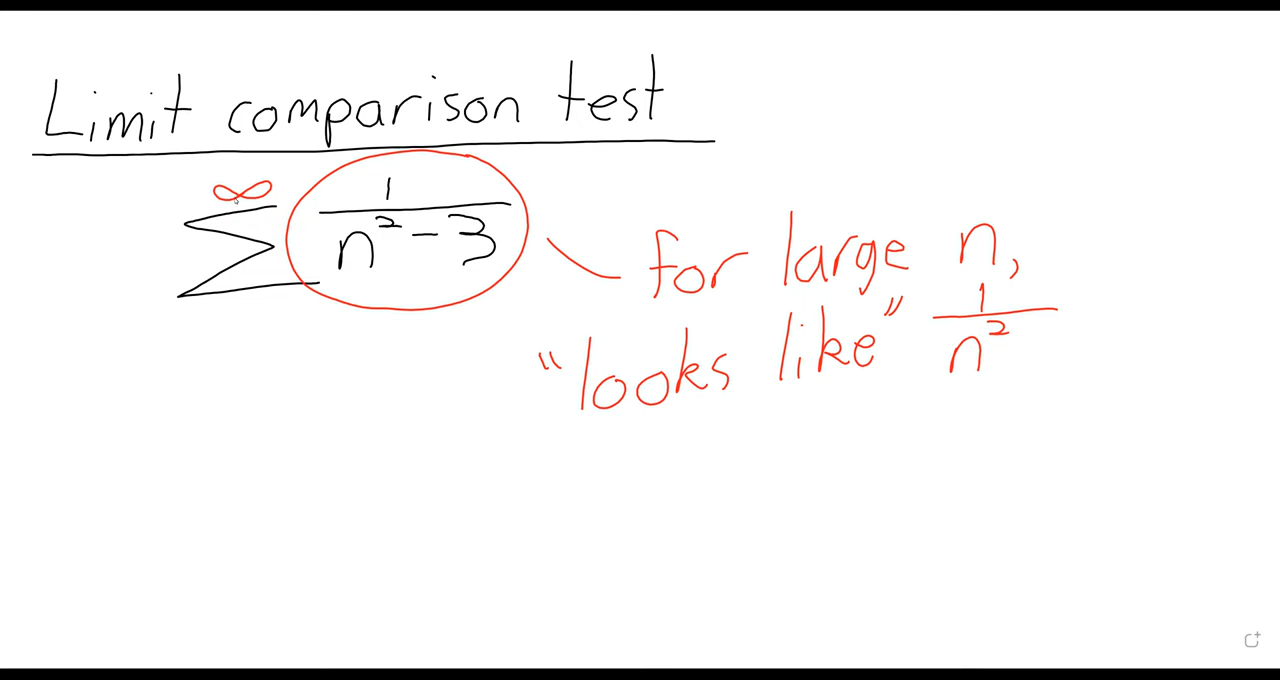 Limit comparison test
∞
∑ 1/(n² - 3)
for large n,
"looks like" 1/n²